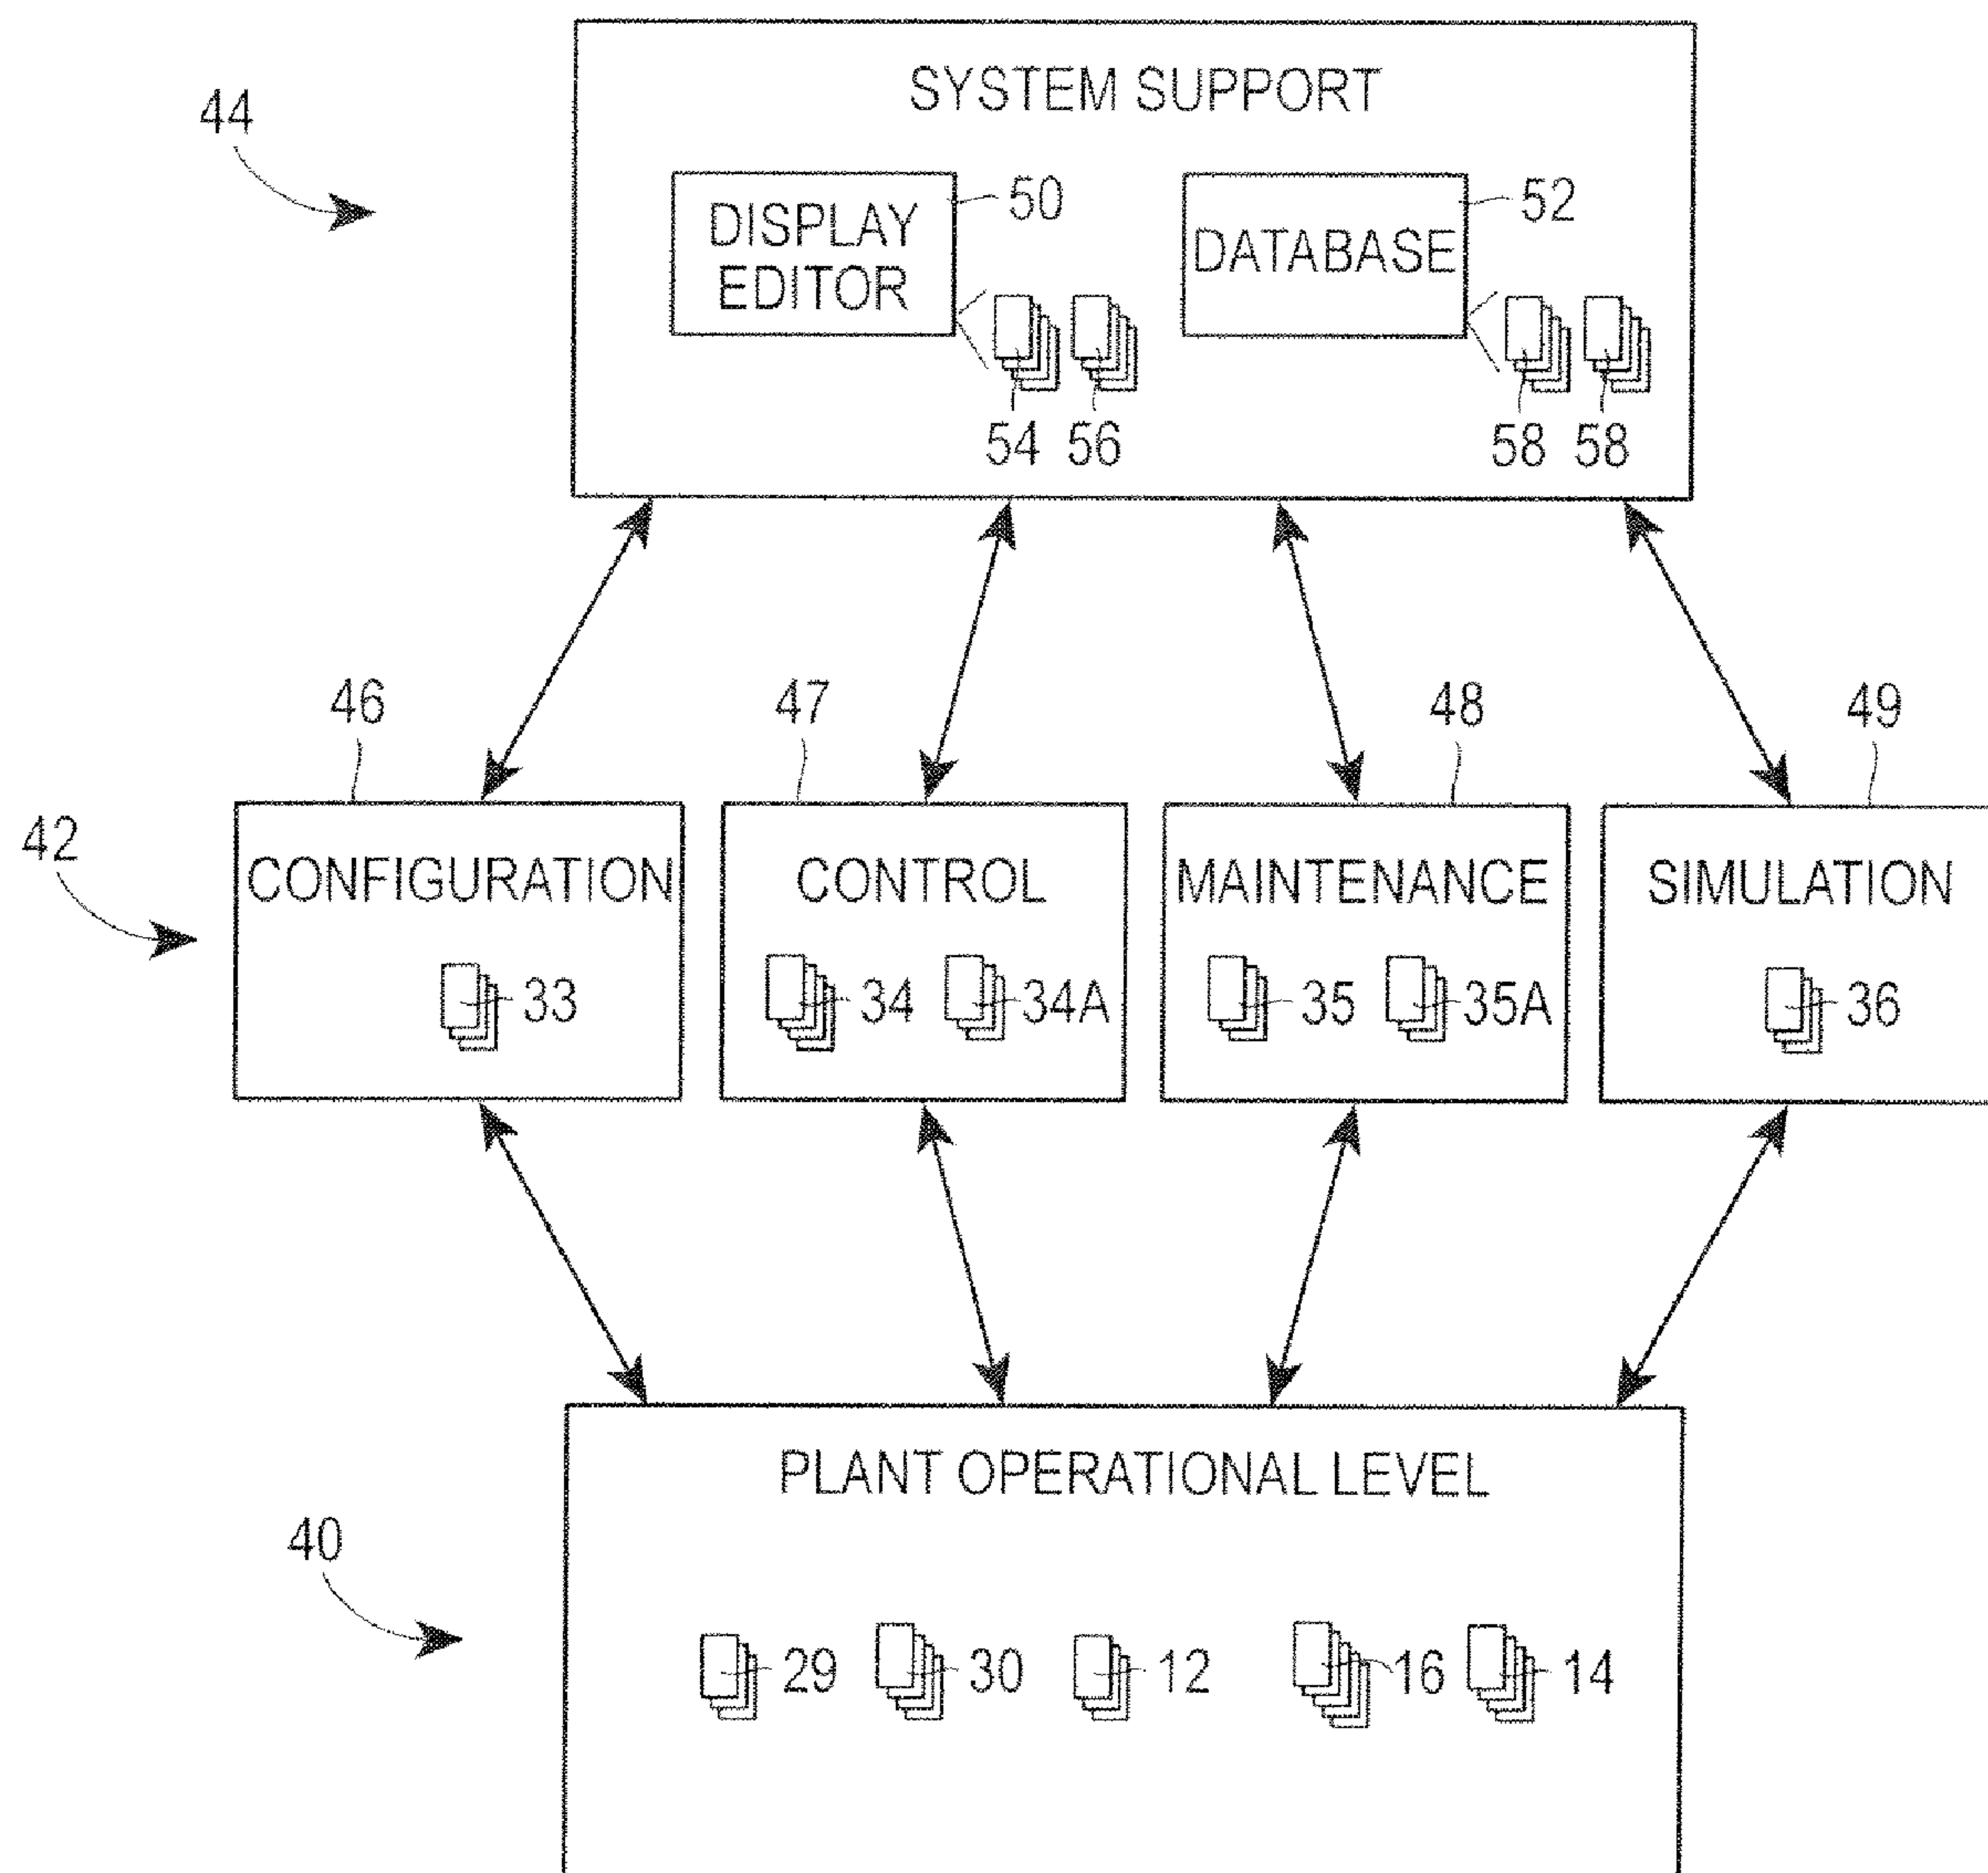 SYSTEM SUPPORT
44
DISPLAY
EDITOR
50
DATABASE
52
54
56
58
58
46
47
48
49
42
CONFIGURATION
CONTROL
MAINTENANCE
SIMULATION
33
34
34A
35
35A
36
PLANT OPERATIONAL LEVEL
40
29
30
12
16
14